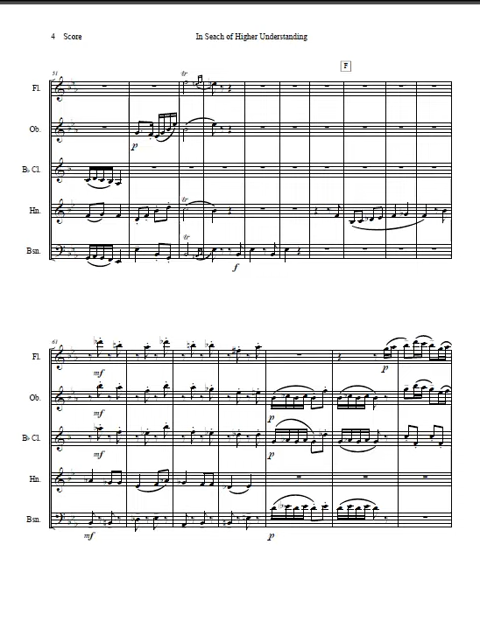 4 Score In Seach of Higher Understanding
F
51
Fl.
tr
Ob.
p
B♭ Cl.
Hn.
tr
Bsn.
tr
f
61
Fl.
mf
p
Ob.
mf
p
B♭ Cl.
mf
p
Hn.
Bsn.
mf
p